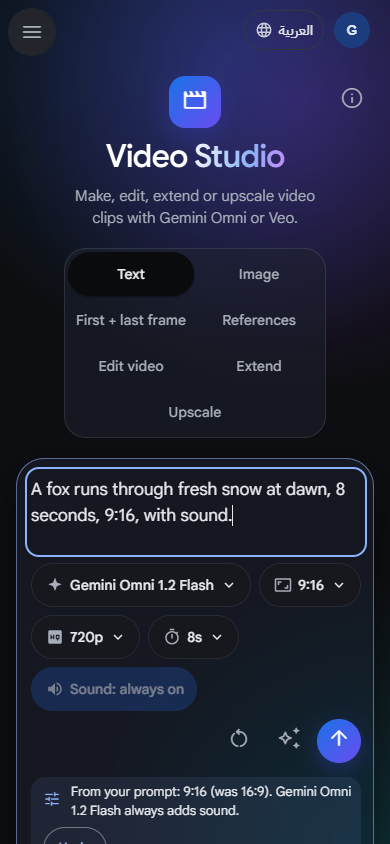 العربية
G
Video Studio
Make, edit, extend or upscale video
clips with Gemini Omni or Veo.
Text
Image
First + last frame
References
Edit video
Extend
Upscale
A fox runs through fresh snow at dawn, 8
seconds, 9:16, with sound.
Gemini Omni 1.2 Flash
9:16
HQ
720p
8s
Sound: always on
From your prompt: 9:16 (was 16:9). Gemini Omni
1.2 Flash always adds sound.